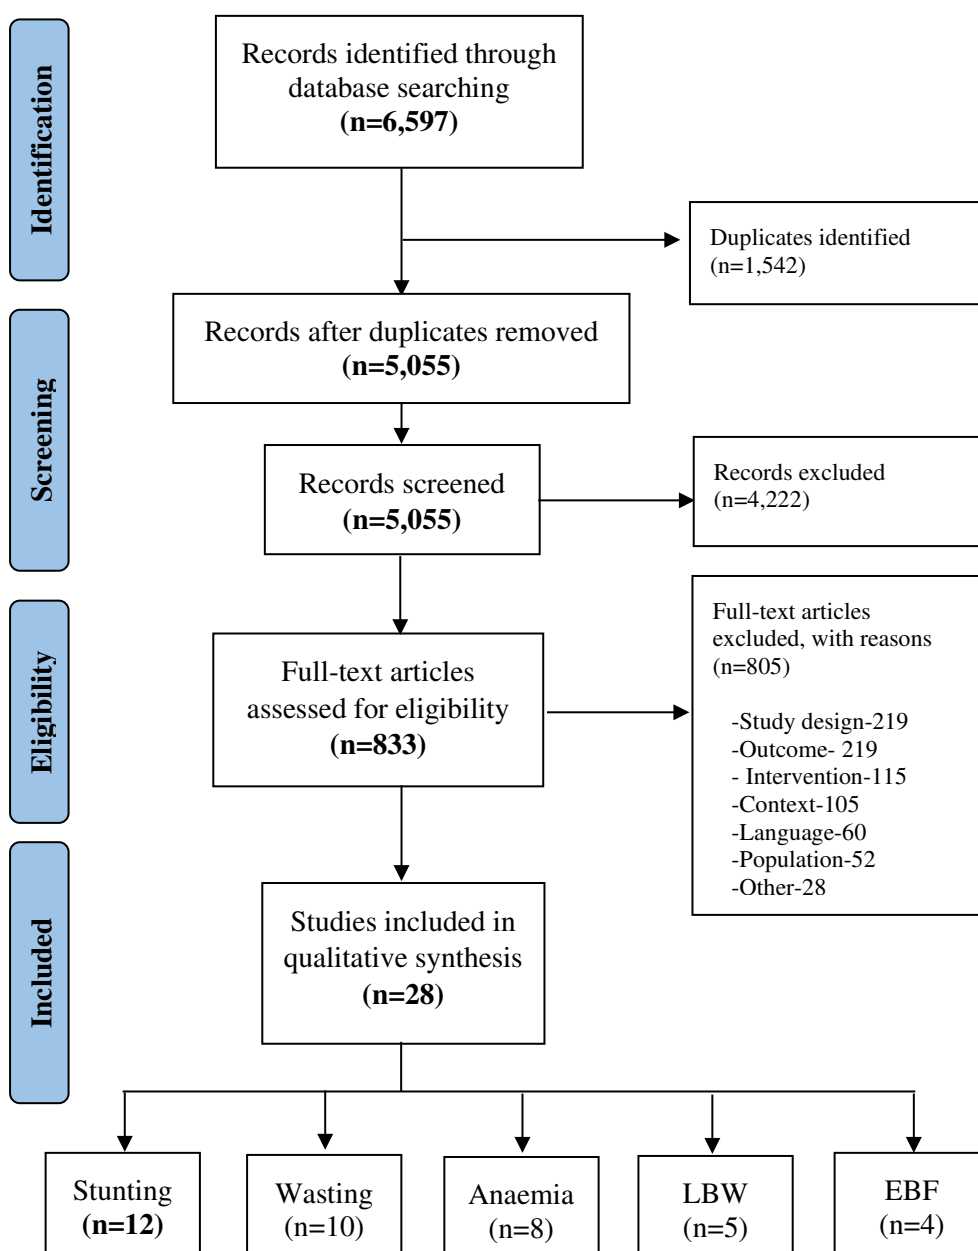 Identification
Records identified through
database searching
(n=6,597)
Duplicates identified
(n=1,542)
Screening
Records after duplicates removed
(n=5,055)
Records screened
(n=5,055)
Records excluded
(n=4,222)
Eligibility
Full-text articles
assessed for eligibility
(n=833)
Full-text articles
excluded, with reasons
(n=805)
-Study design-219
-Outcome- 219
- Intervention-115
-Context-105
-Language-60
-Population-52
-Other-28
Included
Studies included in
qualitative synthesis
(n=28)
Stunting
(n=12)
Wasting
(n=10)
Anaemia
(n=8)
LBW
(n=5)
EBF
(n=4)